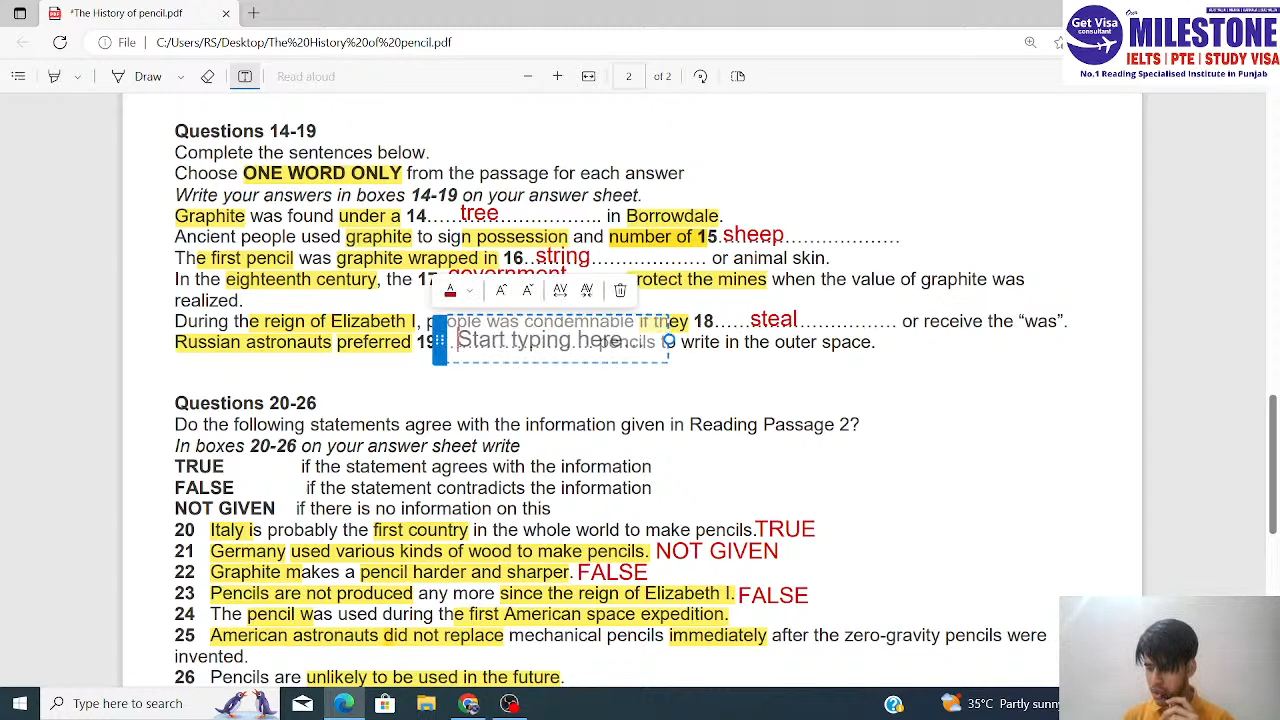 *The History of pencil.pdf
File C:/Users/RS/Desktop/The%20History%20of%20pencil.pdf
Get Visa consultant
Our
MILESTONE
IELTS | PTE | STUDY VISA
No.1 Reading Specialised Institute in Punjab
Draw Read aloud 2 of 2
Questions 14-19
Complete the sentences below.
Choose ONE WORD ONLY from the passage for each answer
Write your answers in boxes 14-19 on your answer sheet.
Graphite was found under a 14……tree……………….. in Borrowdale.
Ancient people used graphite to sign possession and number of 15.sheep……………………
The first pencil was graphite wrapped in 16…string……………… or animal skin.
In the eighteenth century, the 17 government rotect the mines when the value of graphite was
realized.
During the reign of Elizabeth I, people was condemnable if they 18……steal……………… or receive the “was”.
Russian astronauts preferred 19 Start typing here... pencils to write in the outer space.
Questions 20-26
Do the following statements agree with the information given in Reading Passage 2?
In boxes 20-26 on your answer sheet write
TRUE if the statement agrees with the information
FALSE if the statement contradicts the information
NOT GIVEN if there is no information on this
20 Italy is probably the first country in the whole world to make pencils.TRUE
21 Germany used various kinds of wood to make pencils. NOT GIVEN
22 Graphite makes a pencil harder and sharper. FALSE
23 Pencils are not produced any more since the reign of Elizabeth I. FALSE
24 The pencil was used during the first American space expedition.
25 American astronauts did not replace mechanical pencils immediately after the zero-gravity pencils were
invented.
26 Pencils are unlikely to be used in the future.
Type here to search
35°C Partly sunny